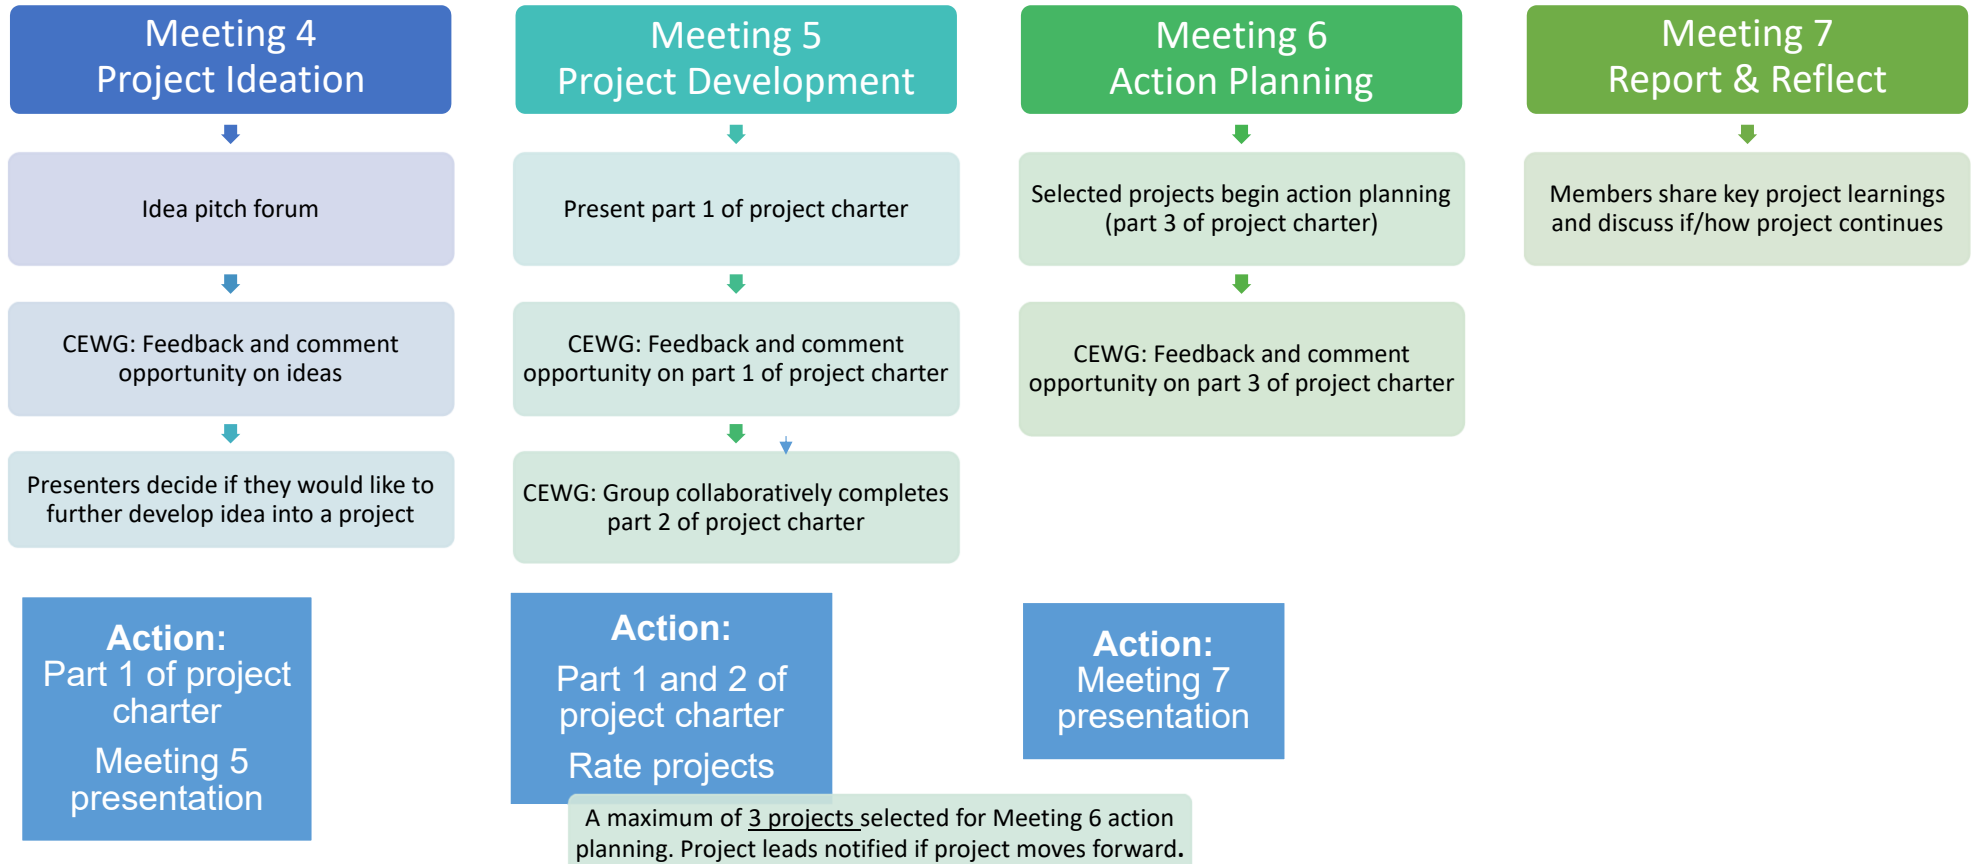 Meeting 4
Project Ideation
Idea pitch forum
CEWG: Feedback and comment
opportunity on ideas
Presenters decide if they would like to
further develop idea into a project
Action:
Part 1 of project
charter
Meeting 5
presentation
Meeting 5
Project Development
Present part 1 of project charter
CEWG: Feedback and comment
opportunity on part 1 of project charter
CEWG: Group collaboratively completes
part 2 of project charter
Action:
Part 1 and 2 of
project charter
Rate projects
A maximum of 3 projects selected for Meeting 6 action
planning. Project leads notified if project moves forward.
Meeting 6
Action Planning
Selected projects begin action planning
(part 3 of project charter)
CEWG: Feedback and comment
opportunity on part 3 of project charter
Action:
Meeting 7
presentation
Meeting 7
Report & Reflect
Members share key project learnings
and discuss if/how project continues